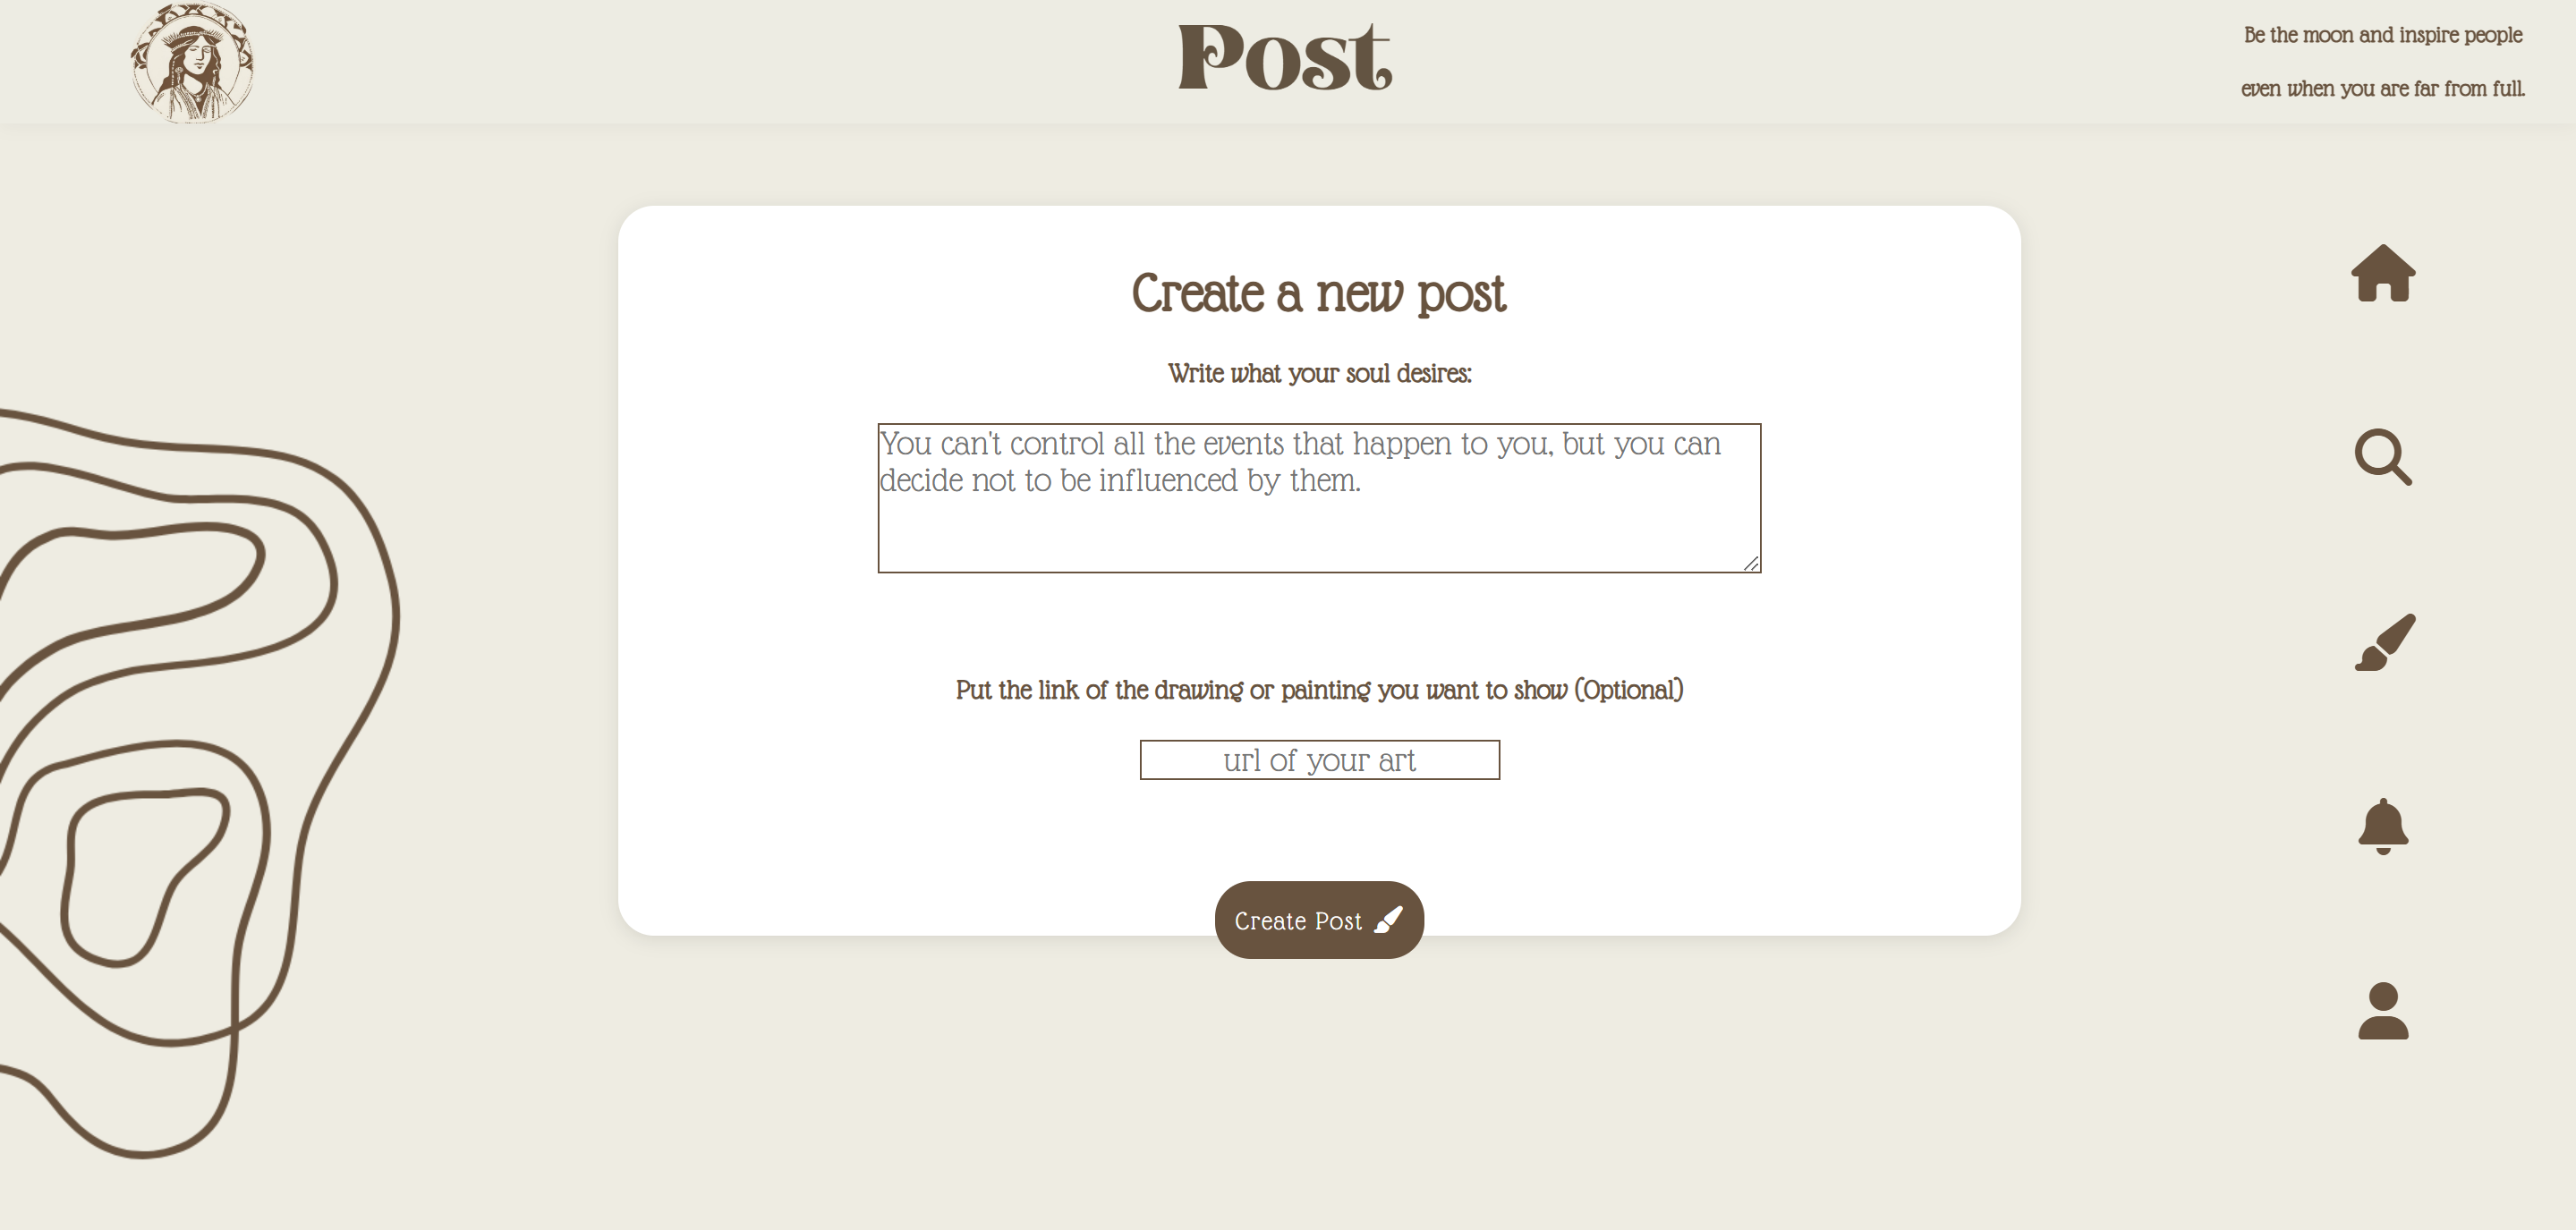 Post
Be the moon and inspire people
even when you are far from full.
Create a new post
Write what your soul desires:
You can't control all the events that happen to you, but you can
decide not to be influenced by them.
Put the link of the drawing or painting you want to show (Optional)
url of your art
Create Post